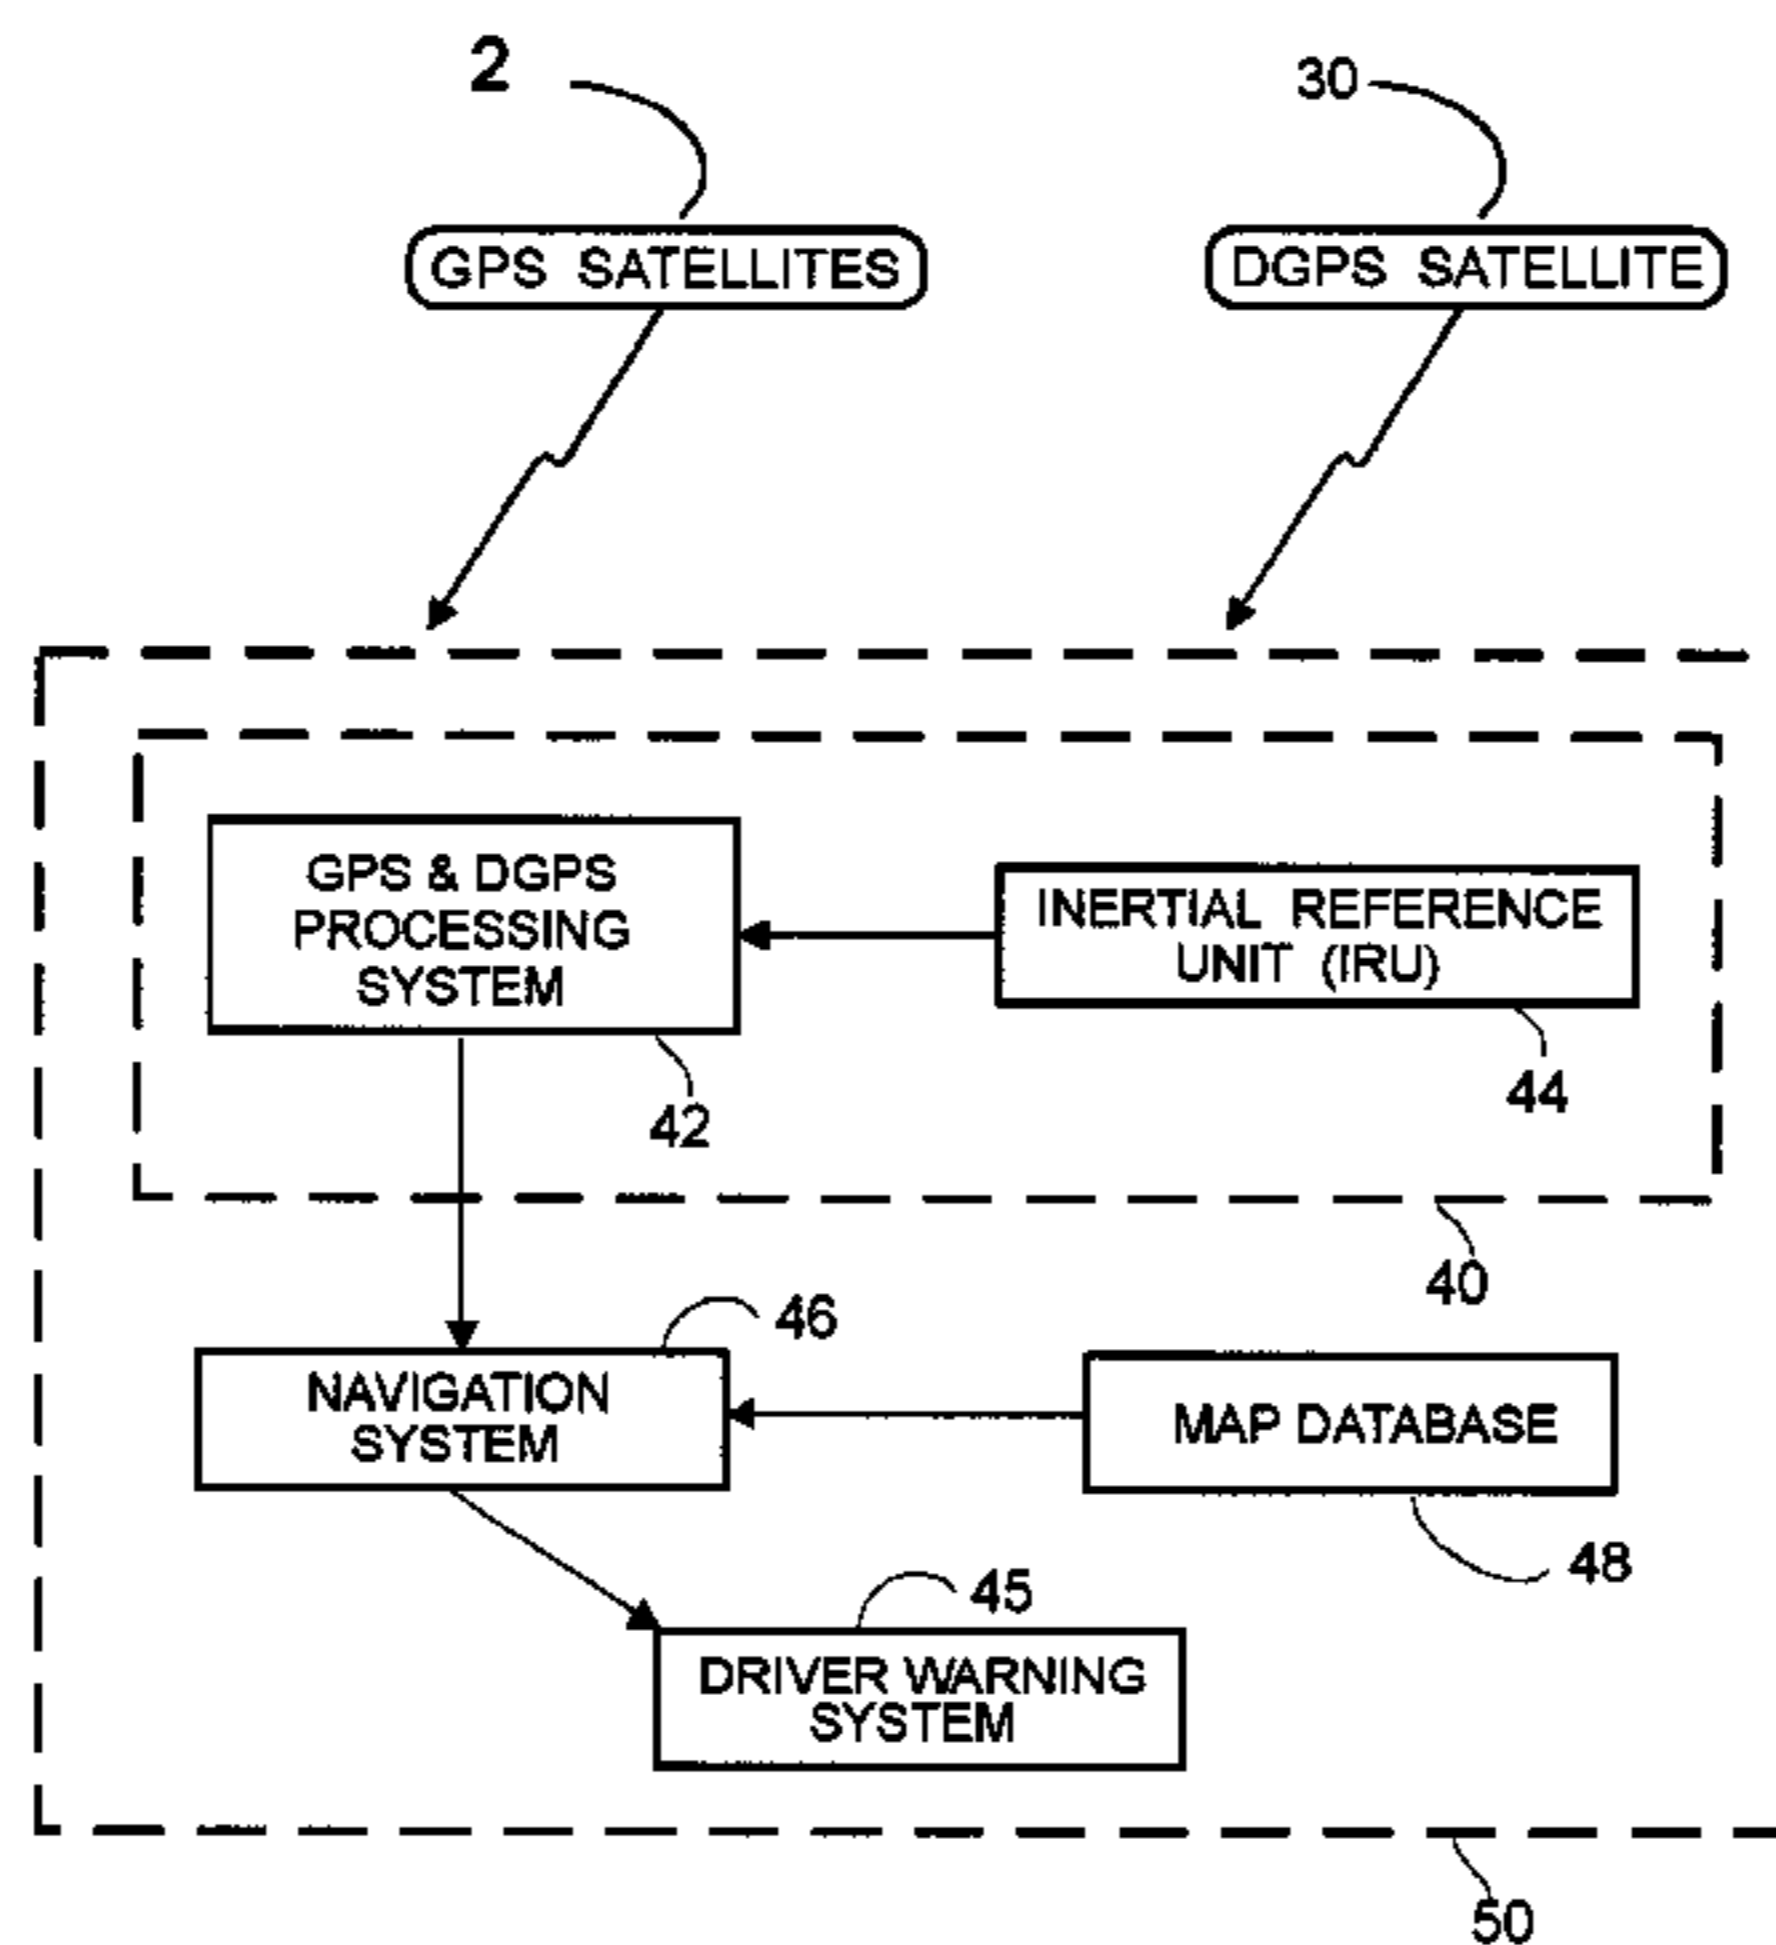 2
30
GPS SATELLITES
DGPS SATELLITE
GPS & DGPS
PROCESSING
SYSTEM
INERTIAL REFERENCE
UNIT (IRU)
42
44
40
46
NAVIGATION
SYSTEM
MAP DATABASE
48
45
DRIVER WARNING
SYSTEM
50